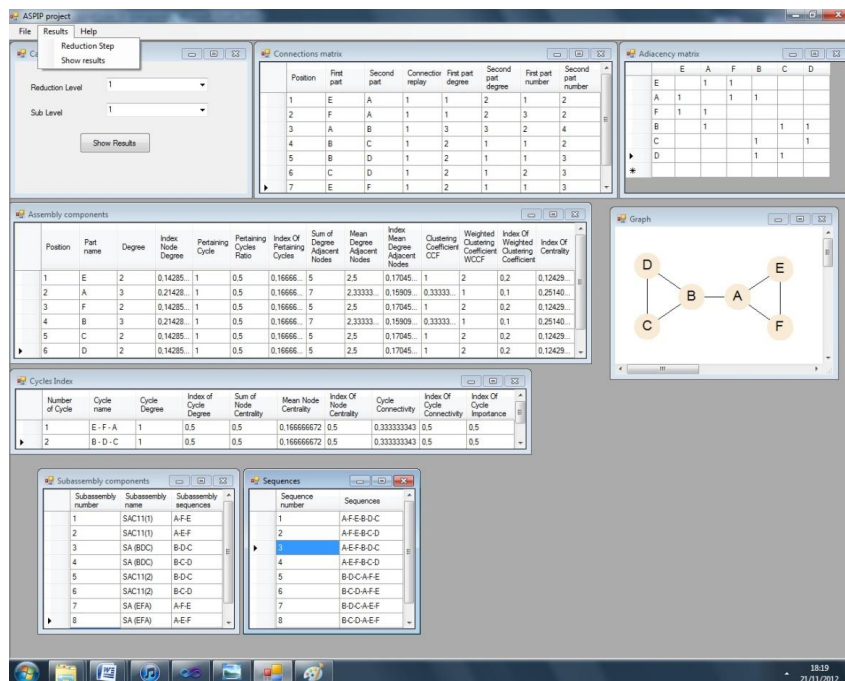 ASPIP project
File Results Help
Reduction Step
Show results
Ca
Reduction Level 1
Sub Level 1
Show Results
Connections matrix
Position First part Second part Connection replay First part degree Second part degree First part number Second part number
1 E A 1 1 2 1 2
2 F A 1 1 2 3 2
3 A B 1 3 3 2 4
4 B C 1 2 1 1 2
5 B D 1 2 1 1 3
6 C D 1 2 1 2 3
7 E F 1 2 1 1 3
Adiacency matrix
E A F B C D
E 1 1
A 1 1 1
F 1 1
B 1 1 1
C 1 1
D 1 1
Assembly components
Position Part name Degree Index Node Degree Pertaining Cycle Pertaining Cycles Ratio Index Of Pertaining Cycles Sum of Degree Adjacent Nodes Mean Degree Adjacent Nodes Index Mean Degree Adjacent Nodes Clustering Coefficient CCF Weighted Clustering Coefficient WCCF Index Of Weighted Clustering Coefficient Index Of Centrality
1 E 2 0,14285... 1 0,5 0,16666... 5 2,5 0,17045... 1 2 0,2 0,12429...
2 A 3 0,21428... 1 0,5 0,16666... 7 2,33333... 0,15909... 0,33333... 1 0,1 0,25140...
3 F 2 0,14285... 1 0,5 0,16666... 5 2,5 0,17045... 1 2 0,2 0,12429...
4 B 3 0,21428... 1 0,5 0,16666... 7 2,33333... 0,15909... 0,33333... 1 0,1 0,25140...
5 C 2 0,14285... 1 0,5 0,16666... 5 2,5 0,17045... 1 2 0,2 0,12429...
6 D 2 0,14285... 1 0,5 0,16666... 5 2,5 0,17045... 1 2 0,2 0,12429...
Graph
D E
B A
C F
Cycles Index
Number of Cycle Cycle name Cycle Degree Index of Cycle Degree Sum of Node Centrality Mean Node Centrality Index Of Node Centrality Cycle Connectivity Index Of Cycle Connectivity Index Of Cycle Importance
1 E - F - A 1 0,5 0,5 0,166666672 0,5 0,333333343 0,5 0,5
2 B - D - C 1 0,5 0,5 0,166666672 0,5 0,333333343 0,5 0,5
Subassembly components
Subassembly number Subassembly name Subassembly sequences
1 SAC11(1) A-F-E
2 SAC11(1) A-E-F
3 SA (BDC) B-D-C
4 SA (BDC) B-C-D
5 SAC11(2) B-D-C
6 SAC11(2) B-C-D
7 SA (EFA) A-F-E
8 SA (EFA) A-E-F
Sequences
Sequence number Sequences
1 A-F-E-B-D-C
2 A-F-E-B-C-D
3 A-E-F-B-D-C
4 A-E-F-B-C-D
5 B-D-C-A-F-E
6 B-C-D-A-F-E
7 B-D-C-A-E-F
8 B-C-D-A-E-F
18:19
21/11/2012